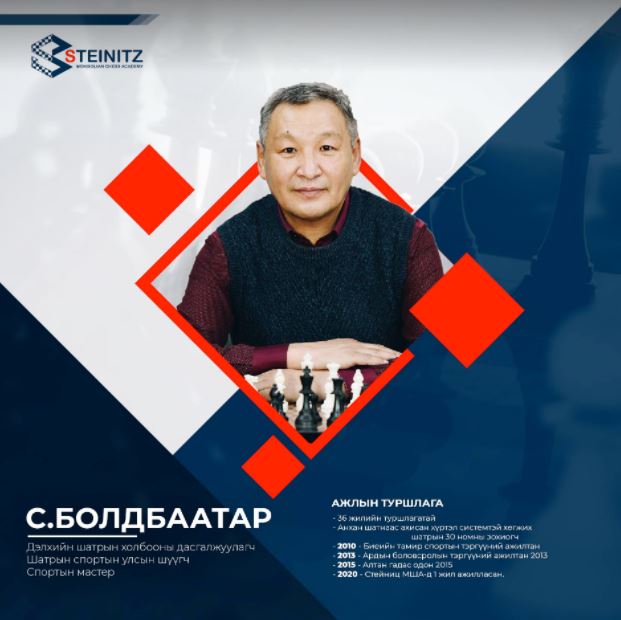 STEINITZ
MONGOLIAN CHESS ACADEMY
С.БОЛДБААТАР
Дэлхийн шатрын холбооны дасгалжуулагч
Шатрын спортын улсын шүүгч
Спортын мастер
АЖЛЫН ТУРШЛАГА
- 36 жилийн туршлагатай
- Анхан шатнаас ахисан хүртэл системтэй хөгжих
шатрын 30 номны зохиогч
- 2010 - Биеийн тамир спортын тэргүүний ажилтан
- 2013 - Ардын боловсролын тэргүүний ажилтан 2013
- 2015 - Алтан гадас одон 2015
- 2020 - Стейниц МША-д 1 жил ажилласан.